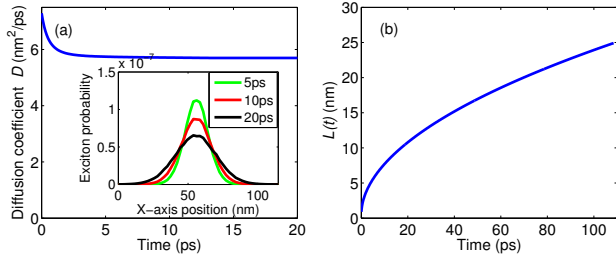 (a)
Diffusion coefficient D (nm²/ps)
8
6
4
2
0
0 5 10 15 20
Time (ps)
1.5 x 10⁻⁷
1
0.5
0
Exciton probability
5ps
10ps
20ps
0 50 100
X-axis position (nm)
(b)
L(t) (nm)
30
25
20
15
10
5
0
0 20 40 60 80 100
Time (ps)